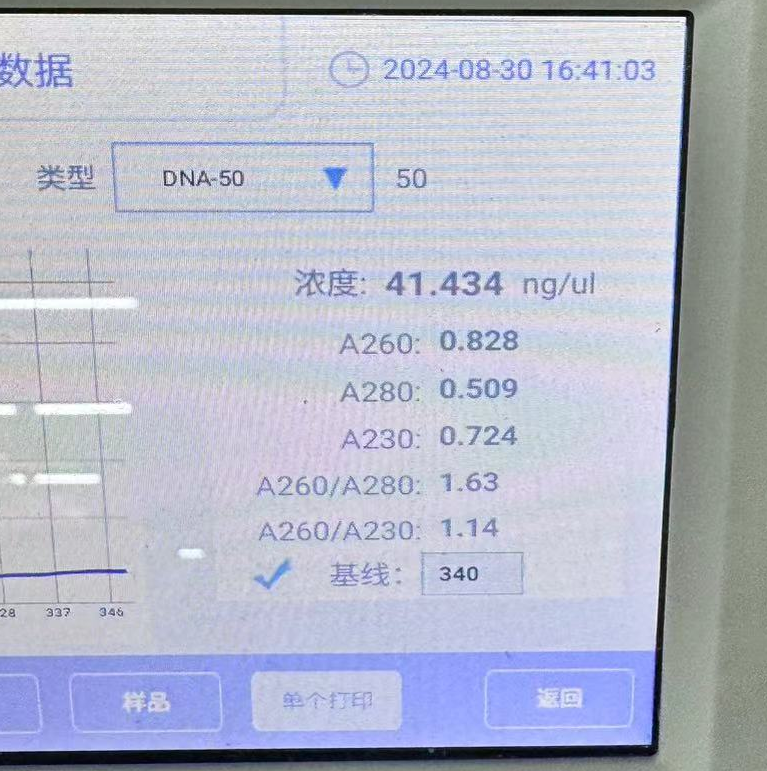 数据
2024-08-30 16:41:03
类型 DNA-50 50
浓度: 41.434 ng/ul
A260: 0.828
A280: 0.509
A230: 0.724
A260/A280: 1.63
A260/A230: 1.14
基线: 340
28 337 346
样品 单个打印 返回